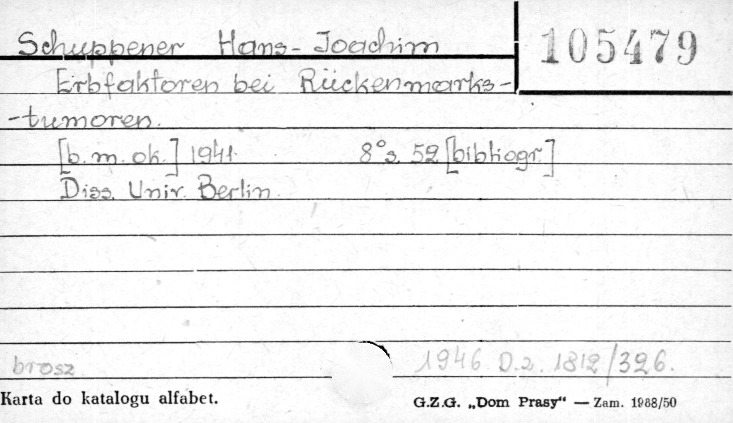 Schuppener Hans-Joachim
105479
Erbfaktoren bei Rückenmarks-
-tumoren.
[b.m.ok.] 1941. 8° s. 52 [bibliogr.]
Diss. Univ. Berlin.
brosz. 1946 D.2. 1812/326.
Karta do katalogu alfabet. G.Z.G. „Dom Prasy“ — Zam. 1988/50